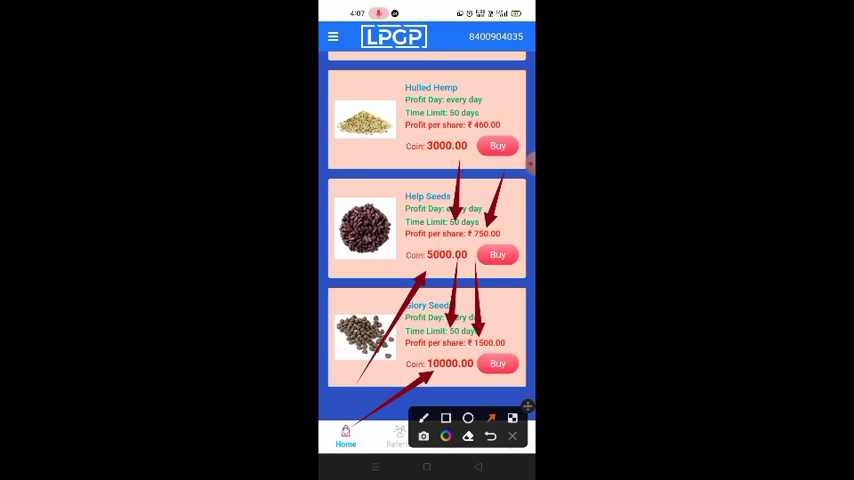 4:07
LPGP
8400904035
Hulled Hemp
Profit Day: every day
Time Limit: 50 days
Profit per share: ₹ 460.00
Coin: 3000.00
Buy
Help Seeds
Profit Day: day
Time Limit: 50 days
Profit per share: ₹ 750.00
Coin: 5000.00
Buy
Glory Seeds
Profit Day:
Time Limit: 50 days
Profit per share: ₹ 1500.00
Coin: 10000.00
Buy
Home